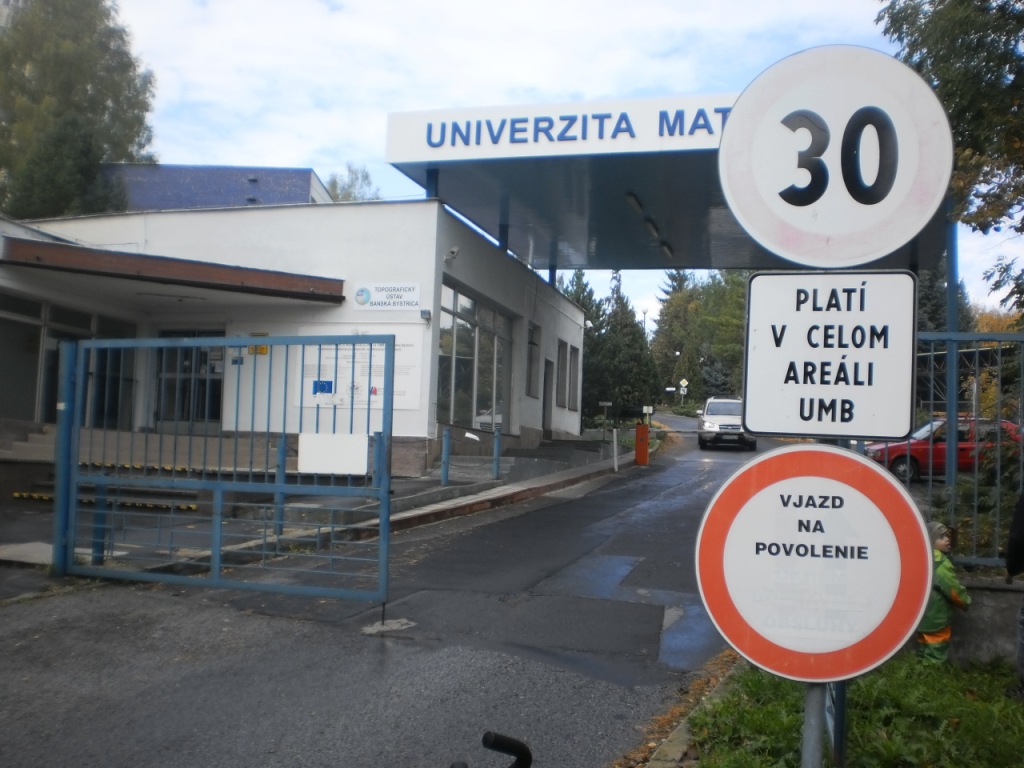 UNIVERZITA MAT
30
PLATÍ
V CELOM
AREÁLI
UMB
TOPOGRAFICKÝ
ÚSTAV
BANSKÁ BYSTRICA
VJAZD
NA
POVOLENIE